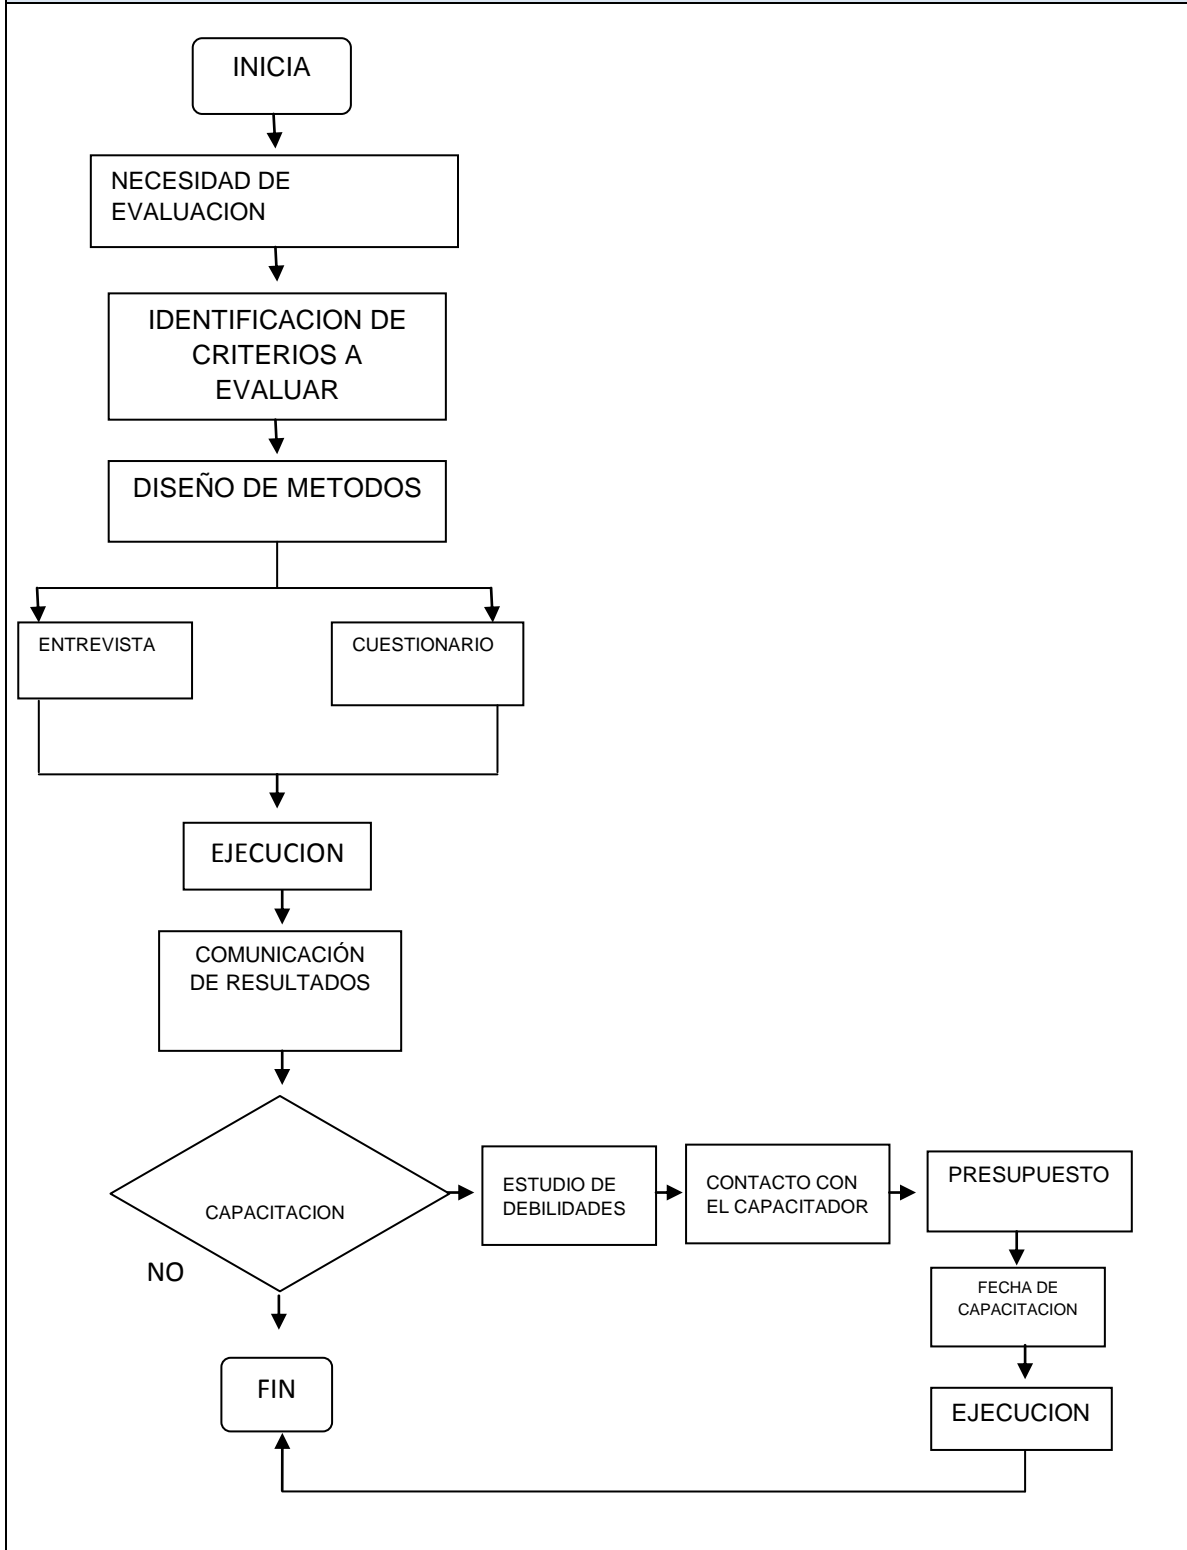 INICIA
NECESIDAD DE
EVALUACION
IDENTIFICACION DE
CRITERIOS A
EVALUAR
DISEÑO DE METODOS
ENTREVISTA
CUESTIONARIO
EJECUCION
COMUNICACIÓN
DE RESULTADOS
CAPACITACION
NO
ESTUDIO DE
DEBILIDADES
CONTACTO CON
EL CAPACITADOR
PRESUPUESTO
FECHA DE
CAPACITACION
EJECUCION
FIN